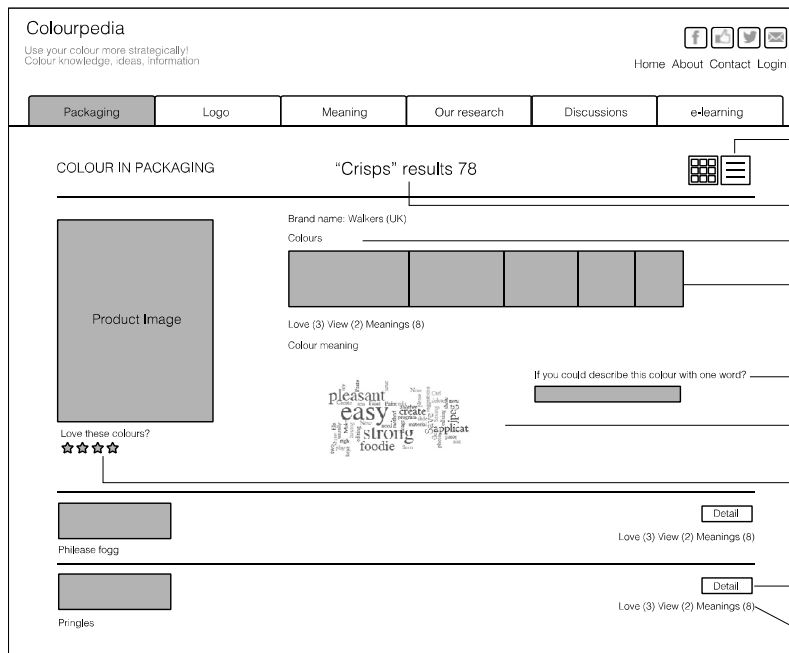 Colourpedia
Use your colour more strategically!
Colour knowledge, ideas, information
Home About Contact Login
Packaging Logo Meaning Our research Discussions e-learning
COLOUR IN PACKAGING
“Crisps” results 78
Brand name: Walkers (UK)
Colours
Product Image
Love (3) View (2) Meanings (8)
Colour meaning
If you could describe this colour with one word?
pleasant
easy
create
strong
applicat
foodie
Save
jpeg
Love these colours?
Detail
Love (3) View (2) Meanings (8)
Philease fogg
Detail
Love (3) View (2) Meanings (8)
Pringles